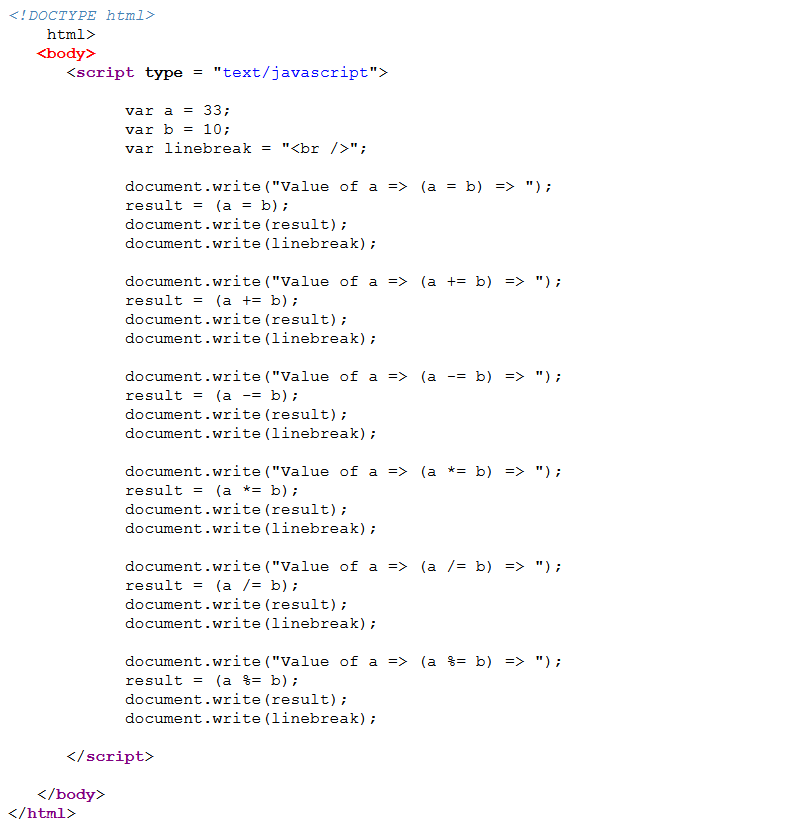 <!DOCTYPE html>
html>
<body>
<script type = "text/javascript">
var a = 33;
var b = 10;
var linebreak = "<br />";
document.write("Value of a => (a = b) => ");
result = (a = b);
document.write(result);
document.write(linebreak);
document.write("Value of a => (a += b) => ");
result = (a += b);
document.write(result);
document.write(linebreak);
document.write("Value of a => (a -= b) => ");
result = (a -= b);
document.write(result);
document.write(linebreak);
document.write("Value of a => (a *= b) => ");
result = (a *= b);
document.write(result);
document.write(linebreak);
document.write("Value of a => (a /= b) => ");
result = (a /= b);
document.write(result);
document.write(linebreak);
document.write("Value of a => (a %= b) => ");
result = (a %= b);
document.write(result);
document.write(linebreak);
</script>
</body>
</html>